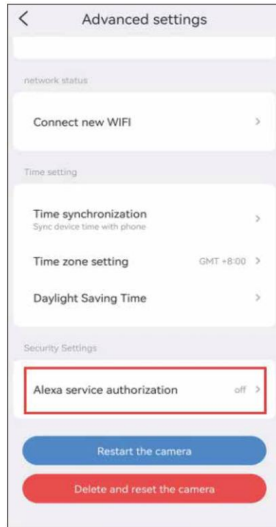 Advanced settings
network status
Connect new WIFI
Time setting
Time synchronization
Sync device time with phone
Time zone setting GMT +8:00
Daylight Saving Time
Security Settings
Alexa service authorization off
Restart the camera
Delete and reset the camera